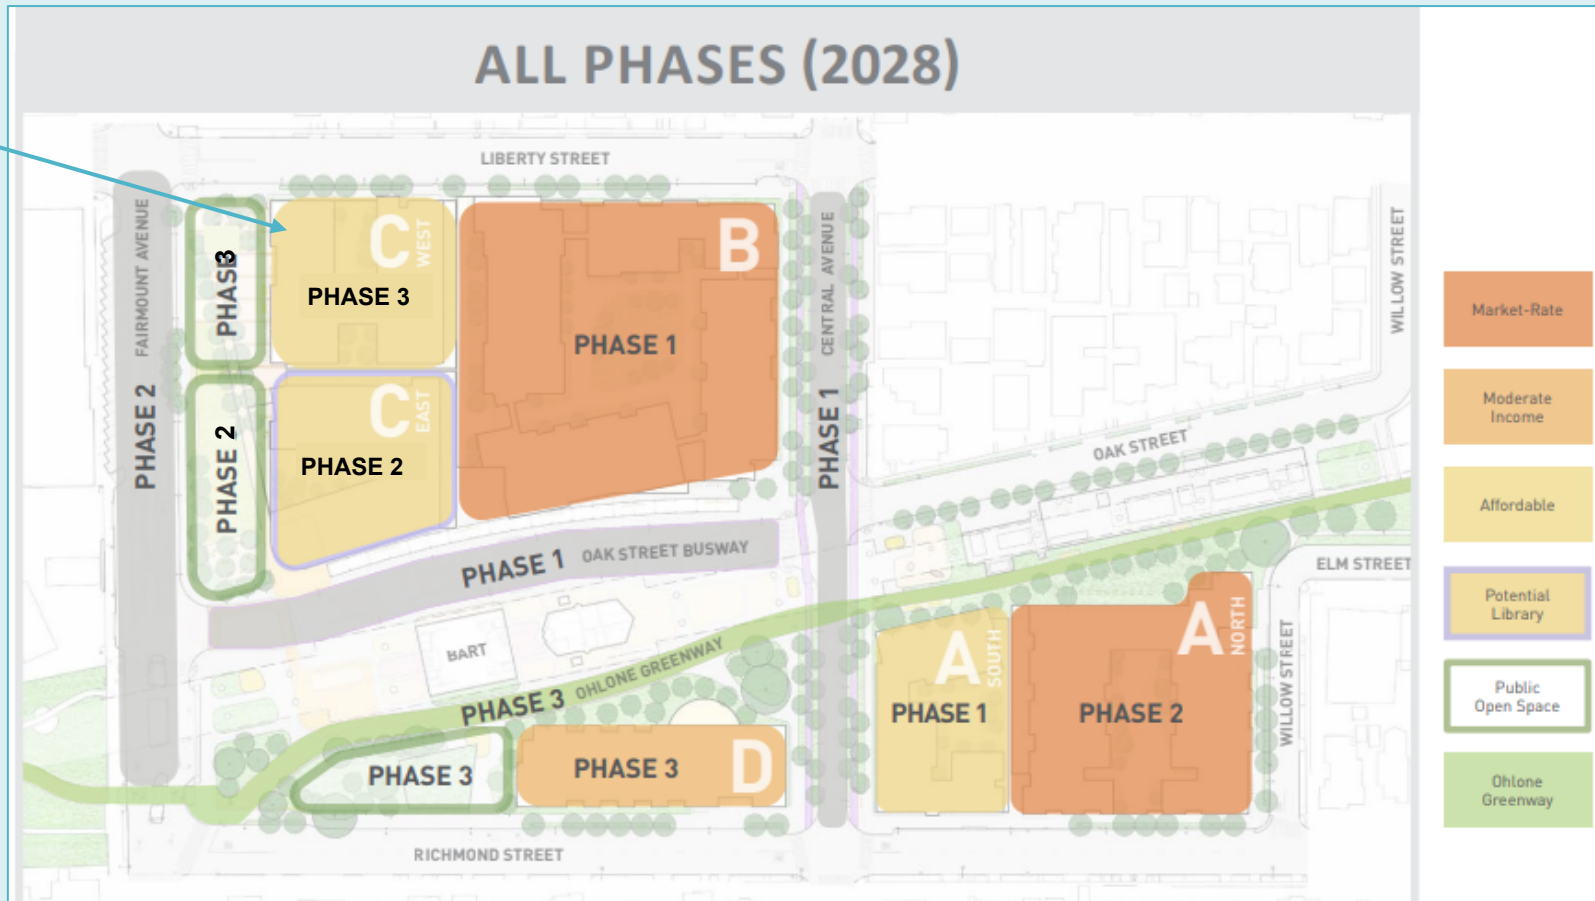 ALL PHASES (2028)
LIBERTY STREET
FAIRMOUNT AVENUE
PHASE 2
PHASE 3
PHASE 2
C WEST
PHASE 3
C EAST
PHASE 2
B
PHASE 1
CENTRAL AVENUE
PHASE 1
WILLOW STREET
OAK STREET
PHASE 1 OAK STREET BUSWAY
ELM STREET
BART
PHASE 3 OHLONE GREENWAY
PHASE 3
PHASE 3 D
A SOUTH
PHASE 1
A NORTH
PHASE 2
WILLOW STREET
RICHMOND STREET
Market-Rate
Moderate
Income
Affordable
Potential
Library
Public
Open Space
Ohlone
Greenway